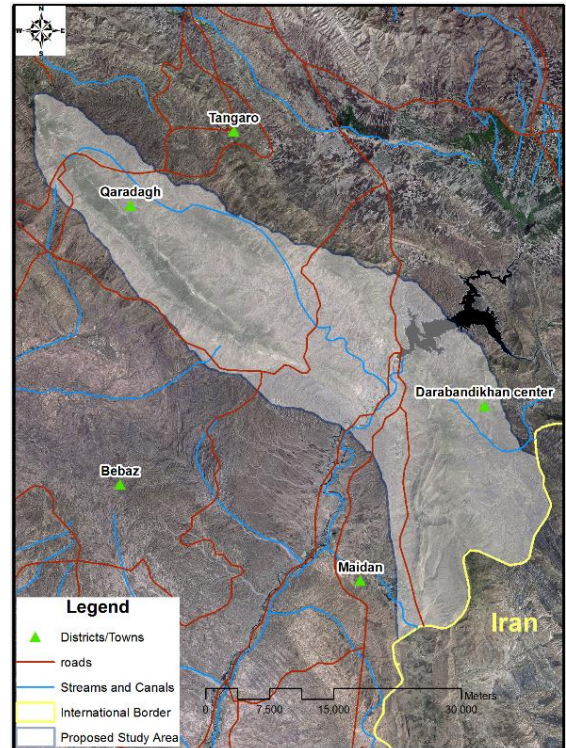 N
W E
S
Tangaro
Qaradagh
Darabandikhan center
Bebaz
Maidan
Iran
Legend
Districts/Towns
roads
Streams and Canals
International Border
Proposed Study Area
Meters
0 7,500 15,000 30,000